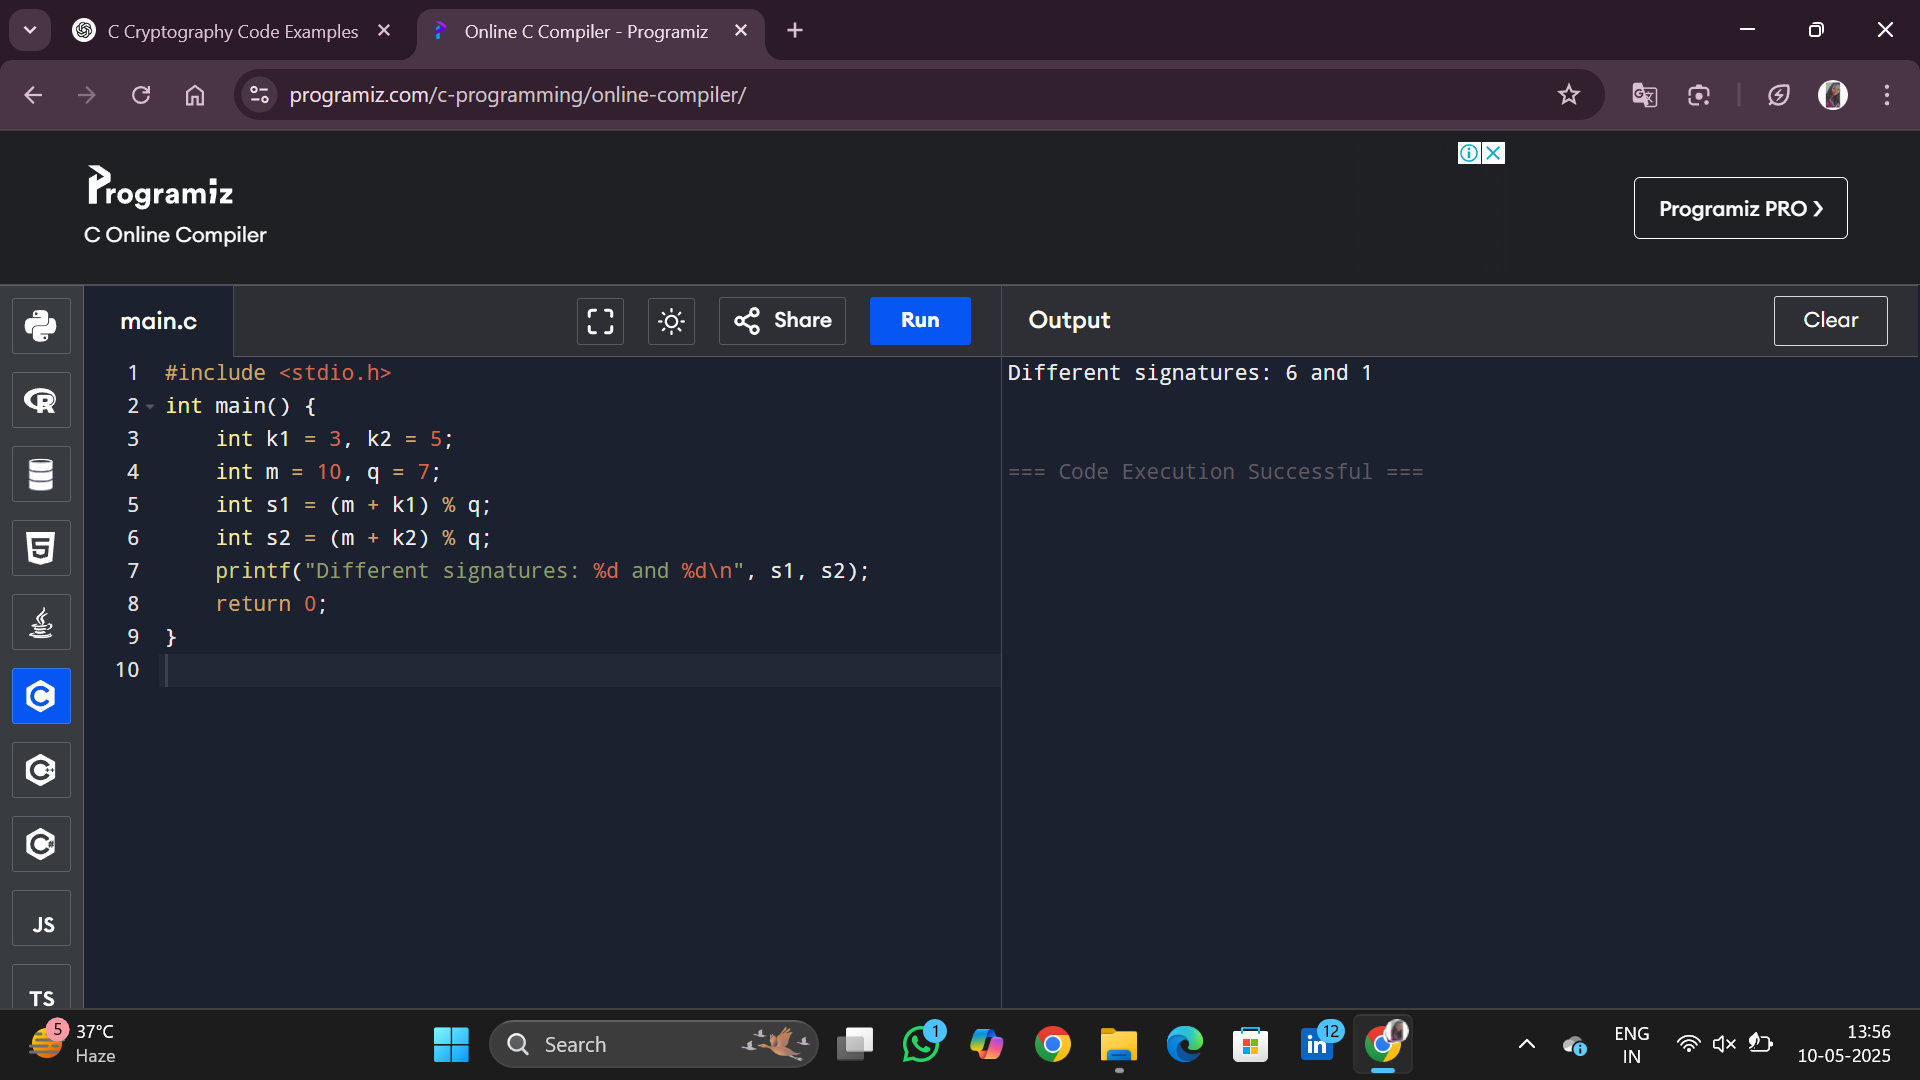 C Cryptography Code Examples
Online C Compiler - Programiz
programiz.com/c-programming/online-compiler/
Programiz
C Online Compiler
Programiz PRO ❯
main.c
Share
Run
Output
Clear
1 #include <stdio.h>
2 int main() {
3     int k1 = 3, k2 = 5;
4     int m = 10, q = 7;
5     int s1 = (m + k1) % q;
6     int s2 = (m + k2) % q;
7     printf("Different signatures: %d and %d\n", s1, s2);
8     return 0;
9 }
10
Different signatures: 6 and 1
=== Code Execution Successful ===
R
5
C
C++
C#
JS
TS
5
37°C
Haze
Search
1
12
in
ENG
IN
13:56
10-05-2025